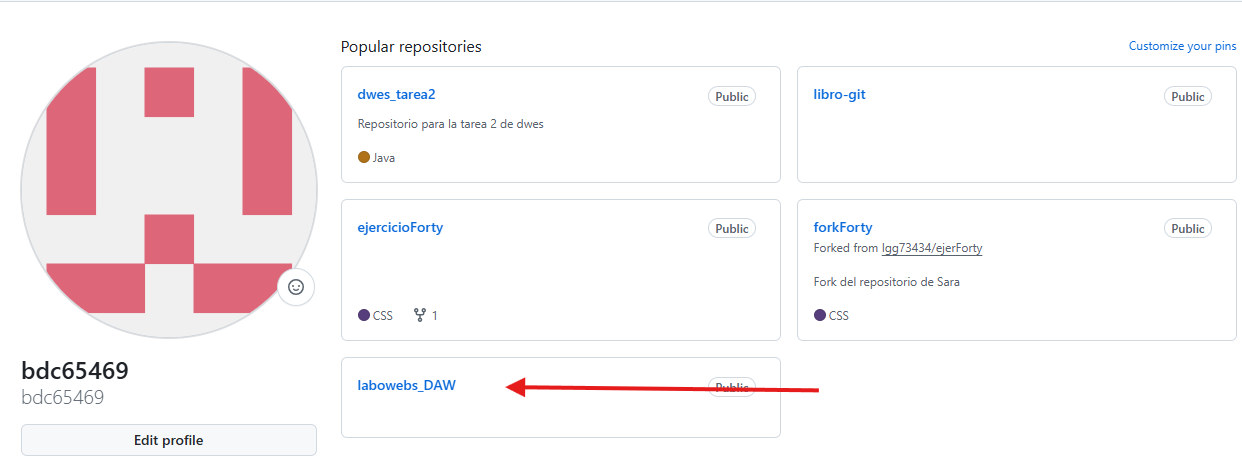 Popular repositories
Customize your pins
dwes_tarea2
Public
Repositorio para la tarea 2 de dwes
Java
libro-git
Public
ejercicioForty
Public
CSS
1
forkForty
Public
Forked from lgg73434/ejerForty
Fork del repositorio de Sara
CSS
labowebs_DAW
Public
bdc65469
bdc65469
Edit profile